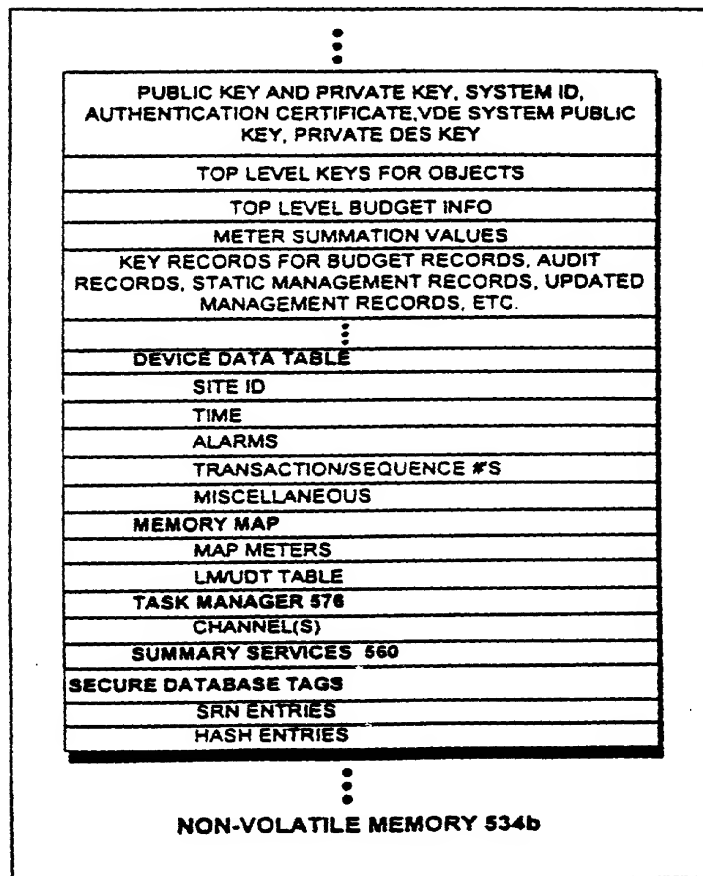 PUBLIC KEY AND PRIVATE KEY, SYSTEM ID,
AUTHENTICATION CERTIFICATE,VDE SYSTEM PUBLIC
KEY, PRIVATE DES KEY
TOP LEVEL KEYS FOR OBJECTS
TOP LEVEL BUDGET INFO
METER SUMMATION VALUES
KEY RECORDS FOR BUDGET RECORDS, AUDIT
RECORDS, STATIC MANAGEMENT RECORDS, UPDATED
MANAGEMENT RECORDS, ETC.
DEVICE DATA TABLE
SITE ID
TIME
ALARMS
TRANSACTION/SEQUENCE #'S
MISCELLANEOUS
MEMORY MAP
MAP METERS
LM/UDT TABLE
TASK MANAGER 576
CHANNEL(S)
SUMMARY SERVICES 560
SECURE DATABASE TAGS
SRN ENTRIES
HASH ENTRIES
NON-VOLATILE MEMORY 534b